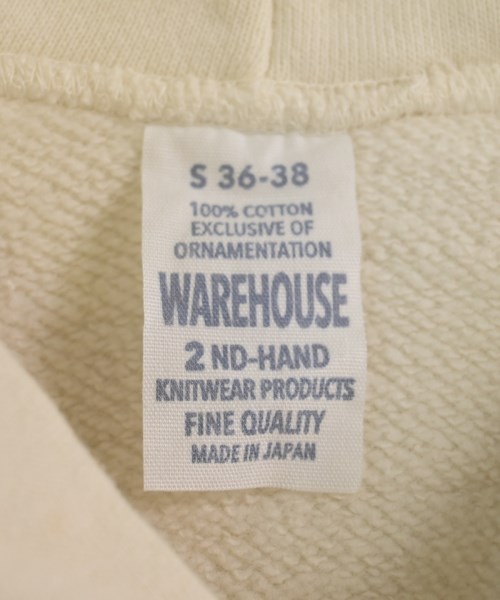 S 36-38
100% COTTON
EXCLUSIVE OF
ORNAMENTATION
WAREHOUSE
2 ND-HAND
KNITWEAR PRODUCTS
FINE QUALITY
MADE IN JAPAN